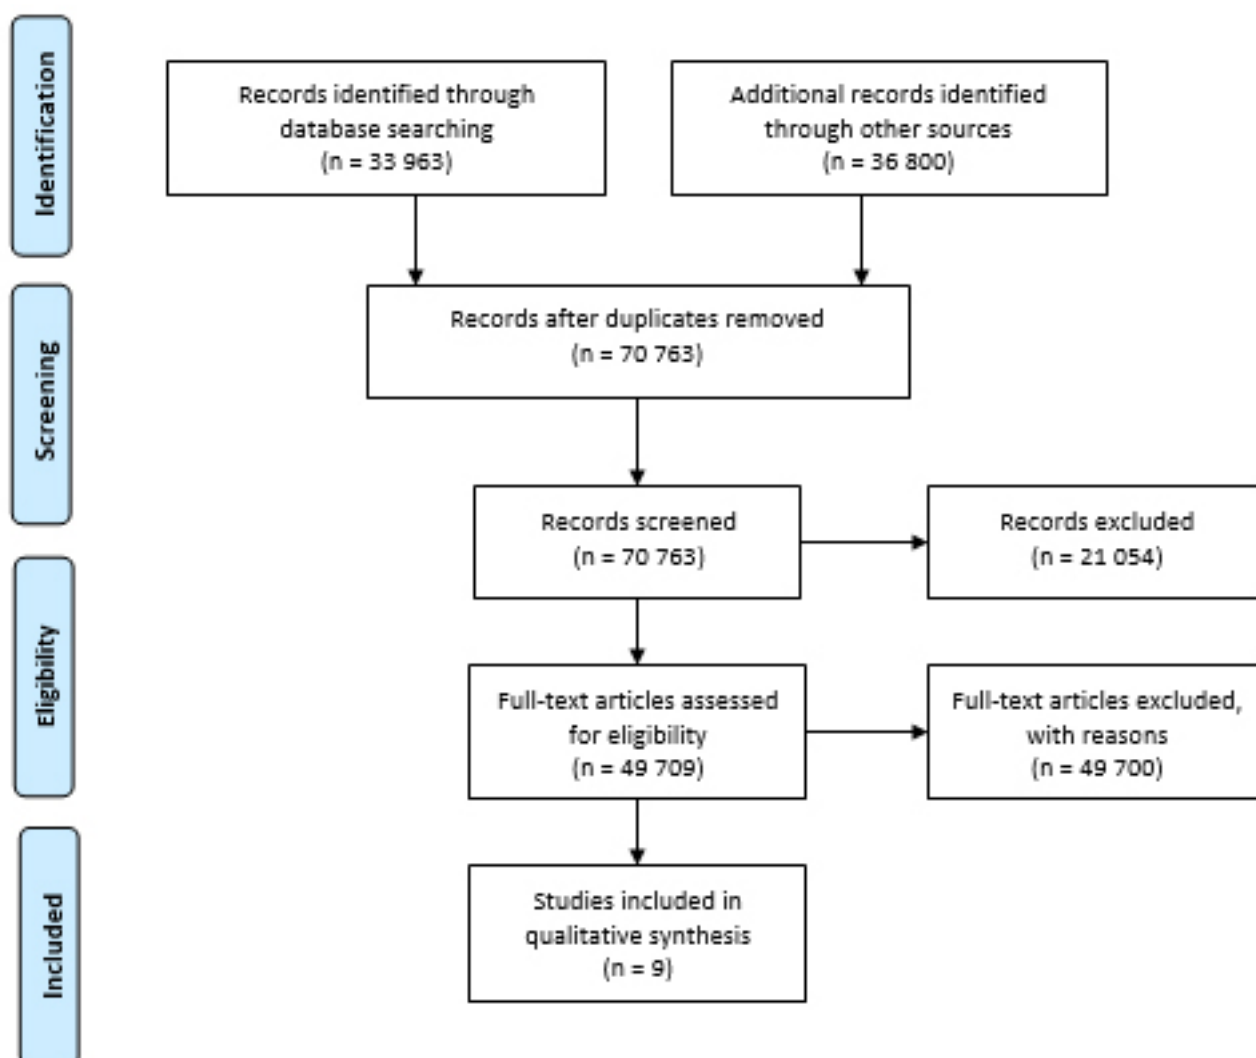 Identification
Records identified through
database searching
(n = 33 963)
Additional records identified
through other sources
(n = 36 800)
Screening
Records after duplicates removed
(n = 70 763)
Records screened
(n = 70 763)
Records excluded
(n = 21 054)
Eligibility
Full-text articles assessed
for eligibility
(n = 49 709)
Full-text articles excluded,
with reasons
(n = 49 700)
Included
Studies included in
qualitative synthesis
(n = 9)